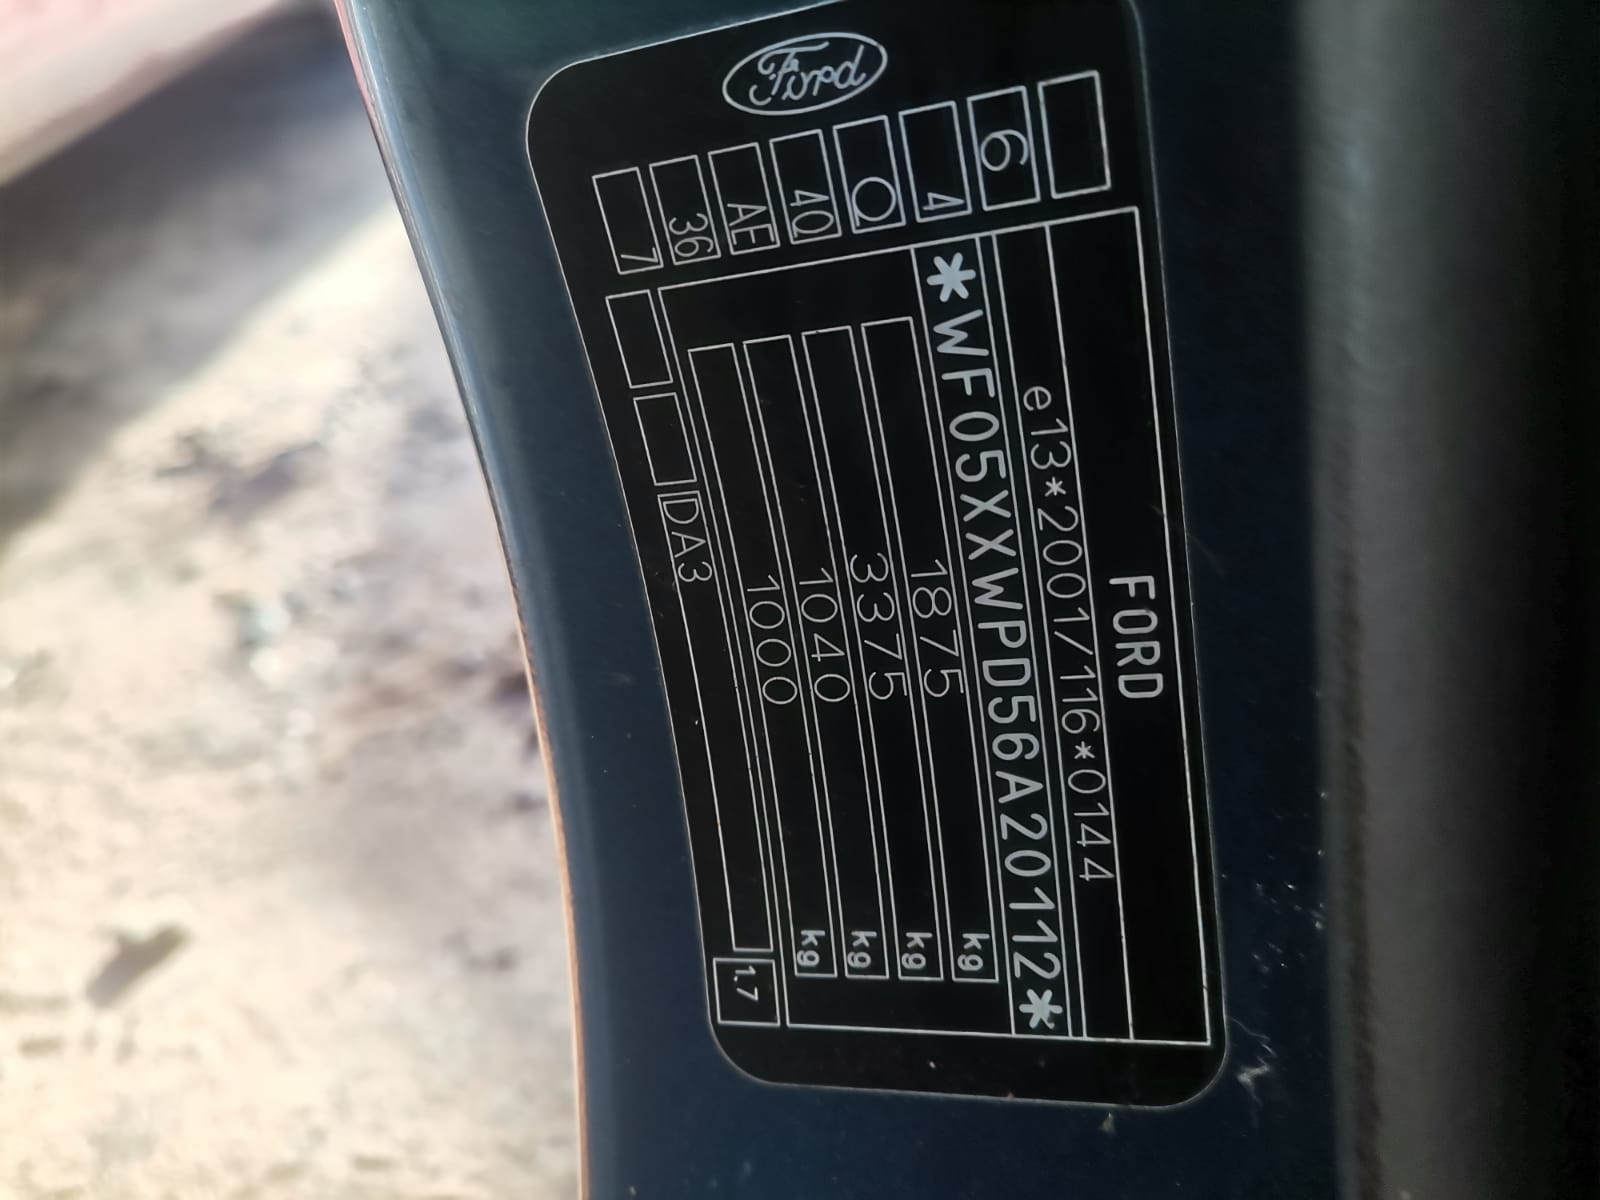 Ford
FORD
e13*2001/116*0144
*WF05XXWPD56A20112*
1875 kg
3375 kg
1040 kg
1000 kg
1.7
DA3
6
4
Q
4Q
AE
36
7